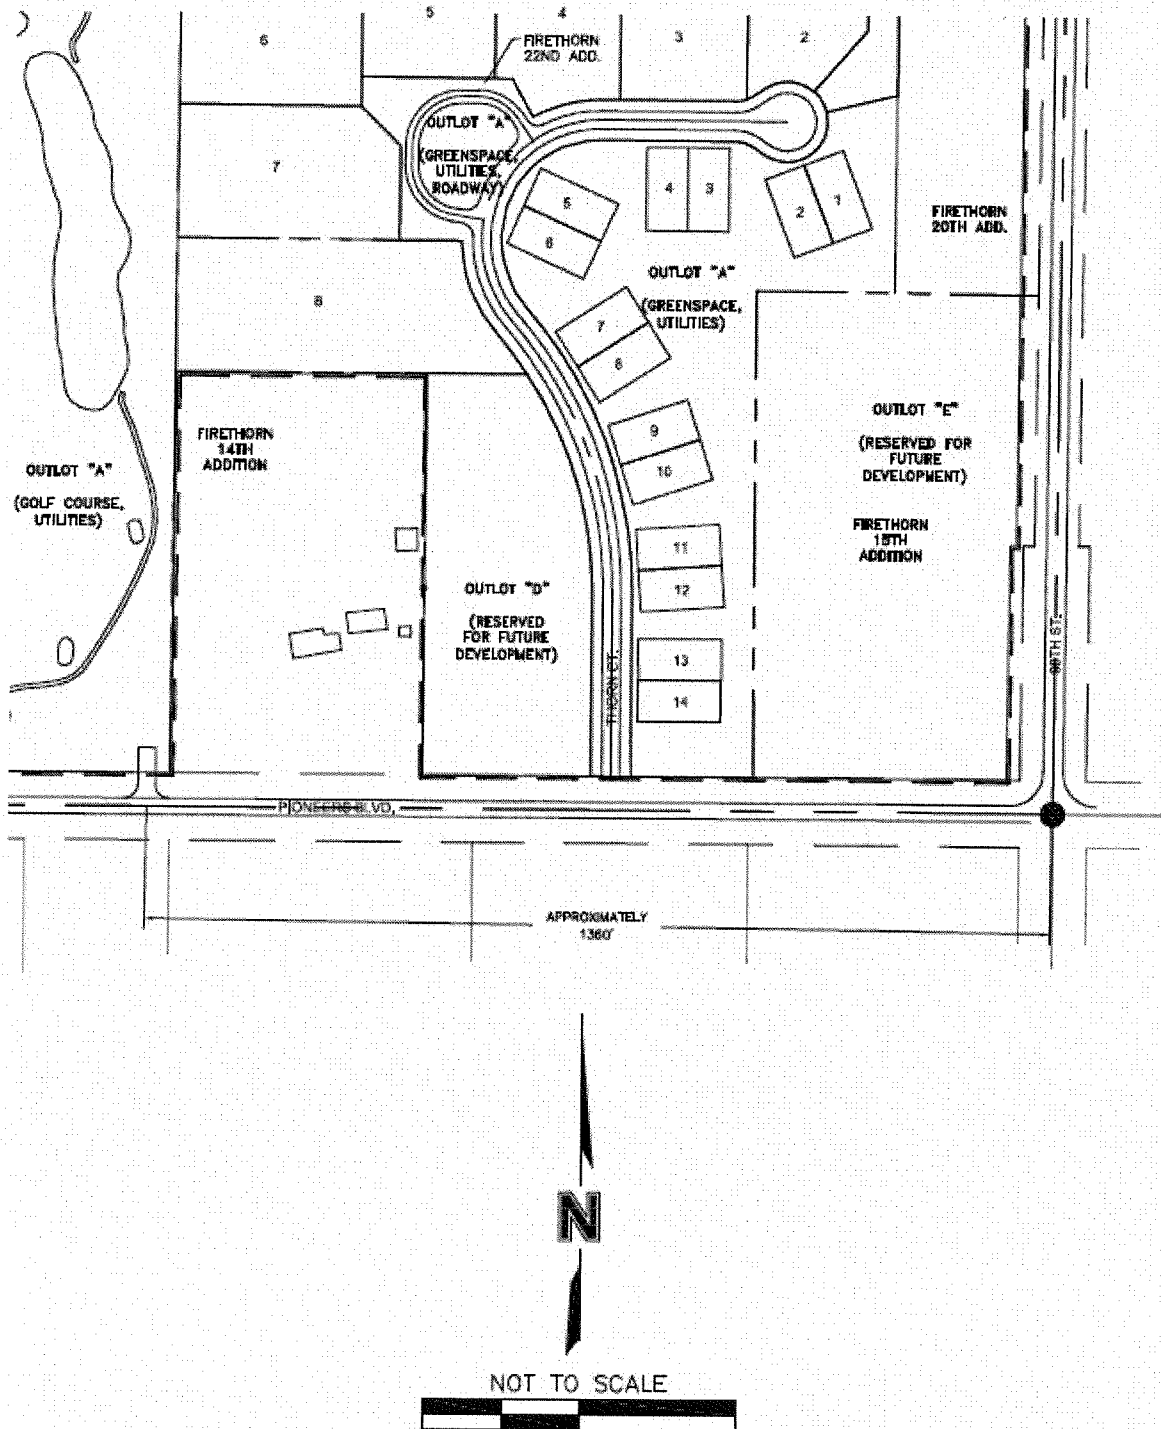 5
4
6
3
2
FIRETHORN
22ND ADD.
OUTLOT "A"
(GREENSPACE,
UTILITIES,
ROADWAY)
7
5
6
4
3
2
1
FIRETHORN
20TH ADD.
OUTLOT "A"
(GREENSPACE,
UTILITIES)
8
7
8
OUTLOT "E"
(RESERVED FOR
FUTURE
DEVELOPMENT)
FIRETHORN
14TH
ADDITION
9
10
OUTLOT "A"
(GOLF COURSE,
UTILITIES)
FIRETHORN
ADDITION
11
12
OUTLOT "D"
(RESERVED
FOR FUTURE
DEVELOPMENT)
THORN CT.
13
14
PIONEERS BLVD.
APPROXIMATELY
1360'
N
NOT TO SCALE